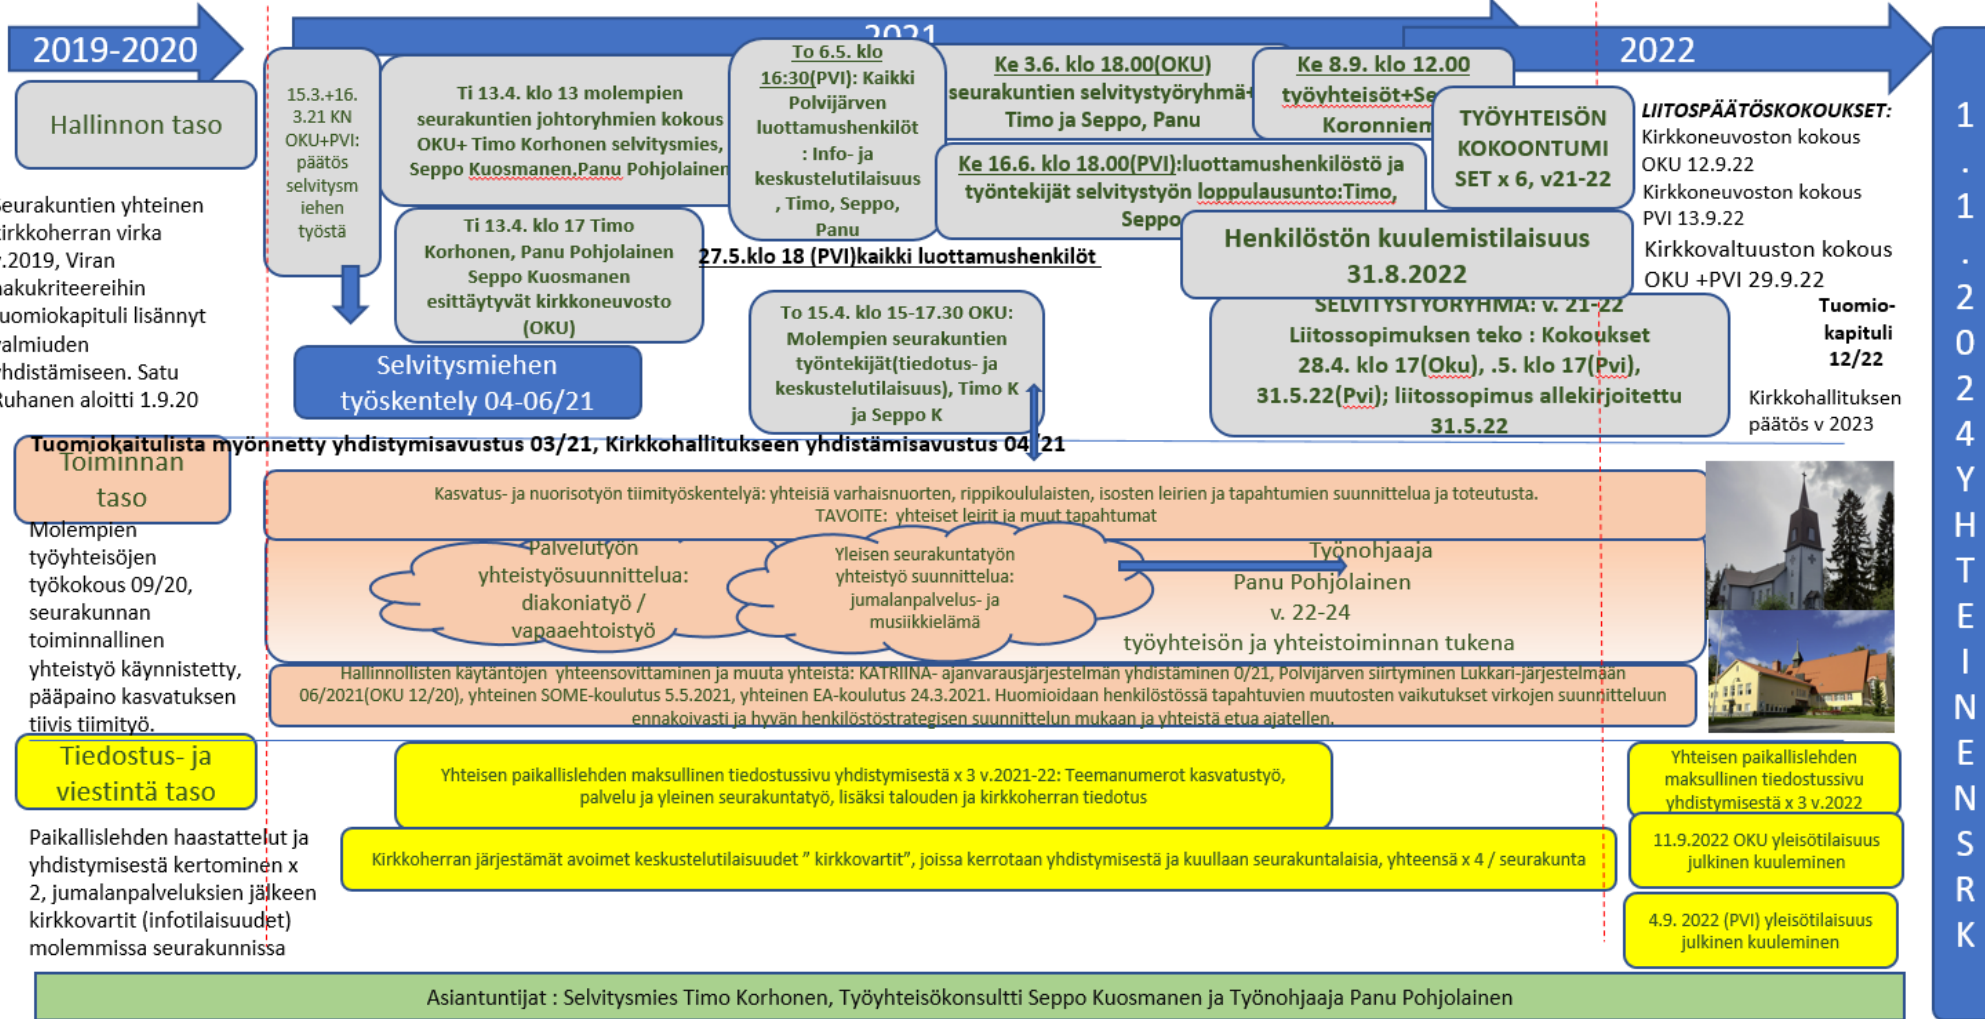 2019-2020
2021
2022
Hallinnon taso
Seurakuntien yhteinen
kirkkoherran virka
v.2019, Viran
hakukriteereihin
tuomiokapituli lisännyt
valmiuden
yhdistämiseen. Satu
Ruhanen aloitti 1.9.20
15.3.+16.
3.21 KN
OKU+PVI:
päätös
selvitysm
iehen
työstä
Ti 13.4. klo 13 molempien
seurakuntien johtoryhmien kokous
OKU+ Timo Korhonen selvitysmies,
Seppo Kuosmanen,Panu Pohjolainen
Ti 13.4. klo 17 Timo
Korhonen, Panu Pohjolainen
Seppo Kuosmanen
esittäytyvät kirkkoneuvosto
(OKU)
Selvitysmiehen
työskentely 04-06/21
To 6.5. klo
16:30(PVI): Kaikki
Polvijärven
luottamushenkilöt
: Info- ja
keskustelutilaisuus
, Timo, Seppo,
Panu
27.5.klo 18 (PVI)kaikki luottamushenkilöt
To 15.4. klo 15-17.30 OKU:
Molempien seurakuntien
työntekijät(tiedotus- ja
keskustelutilaisuus), Timo K
ja Seppo K
Ke 3.6. klo 18.00(OKU)
seurakuntien selvitystyöryhmä+
Timo ja Seppo, Panu
Ke 16.6. klo 18.00(PVI):luottamushenkilöstö ja
työntekijät selvitystyön loppulausunto:Timo,
Seppo
Ke 8.9. klo 12.00
työyhteisöt+Se
Koronniem
TYÖYHTEISÖN
KOKOONTUMI
SET x 6, v21-22
Henkilöstön kuulemistilaisuus
31.8.2022
SELVITYSTYÖRYHMÄ: v. 21-22
Liitossopimuksen teko : Kokoukset
28.4. klo 17(Oku), .5. klo 17(Pvi),
31.5.22(Pvi); liitossopimus allekirjoitettu
31.5.22
LIITOSPÄÄTÖSKOKOUKSET:
Kirkkoneuvoston kokous
OKU 12.9.22
Kirkkoneuvoston kokous
PVI 13.9.22
Kirkkovaltuuston kokous
OKU +PVI 29.9.22
Tuomio-
kapituli
12/22
Kirkkohallituksen
päätös v 2023
Tuomiokaitulista myönnetty yhdistymisavustus 03/21, Kirkkohallitukseen yhdistämisavustus 04/21
Toiminnan
taso
Molempien
työyhteisöjen
työkokous 09/20,
seurakunnan
toiminnallinen
yhteistyö käynnistetty,
pääpaino kasvatuksen
tiivis tiimityö.
Kasvatus- ja nuorisotyön tiimityöskentelyä: yhteisiä varhaisnuorten, rippikoululaisten, isosten leirien ja tapahtumien suunnittelua ja toteutusta.
TAVOITE: yhteiset leirit ja muut tapahtumat
Palvelutyön
yhteistyösuunnittelua:
diakoniatyö /
vapaaehtoistyö
Yleisen seurakuntatyön
yhteistyö suunnittelua:
jumalanpalvelus- ja
musiikkielämä
Työnohjaaja
Panu Pohjolainen
v. 22-24
työyhteisön ja yhteistoiminnan tukena
Hallinnollisten käytäntöjen yhteensovittaminen ja muuta yhteistä: KATRIINA- ajanvarausjärjestelmän yhdistäminen 0/21, Polvijärven siirtyminen Lukkari-järjestelmään
06/2021(OKU 12/20), yhteinen SOME-koulutus 5.5.2021, yhteinen EA-koulutus 24.3.2021. Huomioidaan henkilöstössä tapahtuvien muutosten vaikutukset virkojen suunnitteluun
ennakoivasti ja hyvän henkilöstöstrategisen suunnittelun mukaan ja yhteistä etua ajatellen.
Tiedostus- ja
viestintä taso
Paikallislehden haastattelut ja
yhdistymisestä kertominen x
2, jumalanpalveluksien jälkeen
kirkkovartit (infotilaisuudet)
molemmissa seurakunnissa
Yhteisen paikallislehden maksullinen tiedostussivu yhdistymisestä x 3 v.2021-22: Teemanumerot kasvatustyö,
palvelu ja yleinen seurakuntatyö, lisäksi talouden ja kirkkoherran tiedotus
Kirkkoherran järjestämät avoimet keskustelutilaisuudet ” kirkkovartit”, joissa kerrotaan yhdistymisestä ja kuullaan seurakuntalaisia, yhteensä x 4 / seurakunta
Yhteisen paikallislehden
maksullinen tiedostussivu
yhdistymisestä x 3 v.2022
11.9.2022 OKU yleisötilaisuus
julkinen kuuleminen
4.9. 2022 (PVI) yleisötilaisuus
julkinen kuuleminen
Asiantuntijat : Selvitysmies Timo Korhonen, Työyhteisökonsultti Seppo Kuosmanen ja Työnohjaaja Panu Pohjolainen
1.1.2024YHTEINENSRK